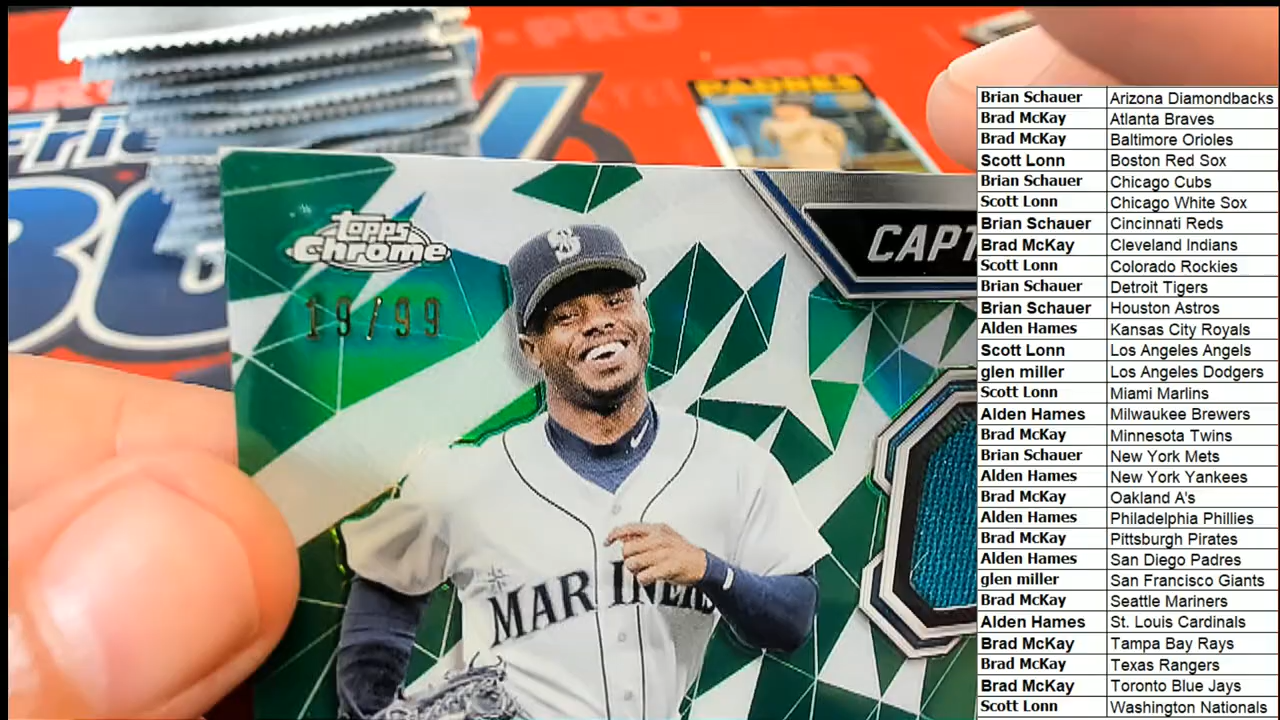 PADRES
topps
Chrome
19/99
CAPT
S
MARINERS
Brian Schauer Arizona Diamondbacks
Brad McKay Atlanta Braves
Brad McKay Baltimore Orioles
Scott Lonn Boston Red Sox
Brian Schauer Chicago Cubs
Scott Lonn Chicago White Sox
Brian Schauer Cincinnati Reds
Brad McKay Cleveland Indians
Scott Lonn Colorado Rockies
Brian Schauer Detroit Tigers
Brian Schauer Houston Astros
Alden Hames Kansas City Royals
Scott Lonn Los Angeles Angels
glen miller Los Angeles Dodgers
Scott Lonn Miami Marlins
Alden Hames Milwaukee Brewers
Brad McKay Minnesota Twins
Brian Schauer New York Mets
Alden Hames New York Yankees
Brad McKay Oakland A's
Alden Hames Philadelphia Phillies
Brad McKay Pittsburgh Pirates
Alden Hames San Diego Padres
glen miller San Francisco Giants
Brad McKay Seattle Mariners
Alden Hames St. Louis Cardinals
Brad McKay Tampa Bay Rays
Brad McKay Texas Rangers
Brad McKay Toronto Blue Jays
Scott Lonn Washington Nationals